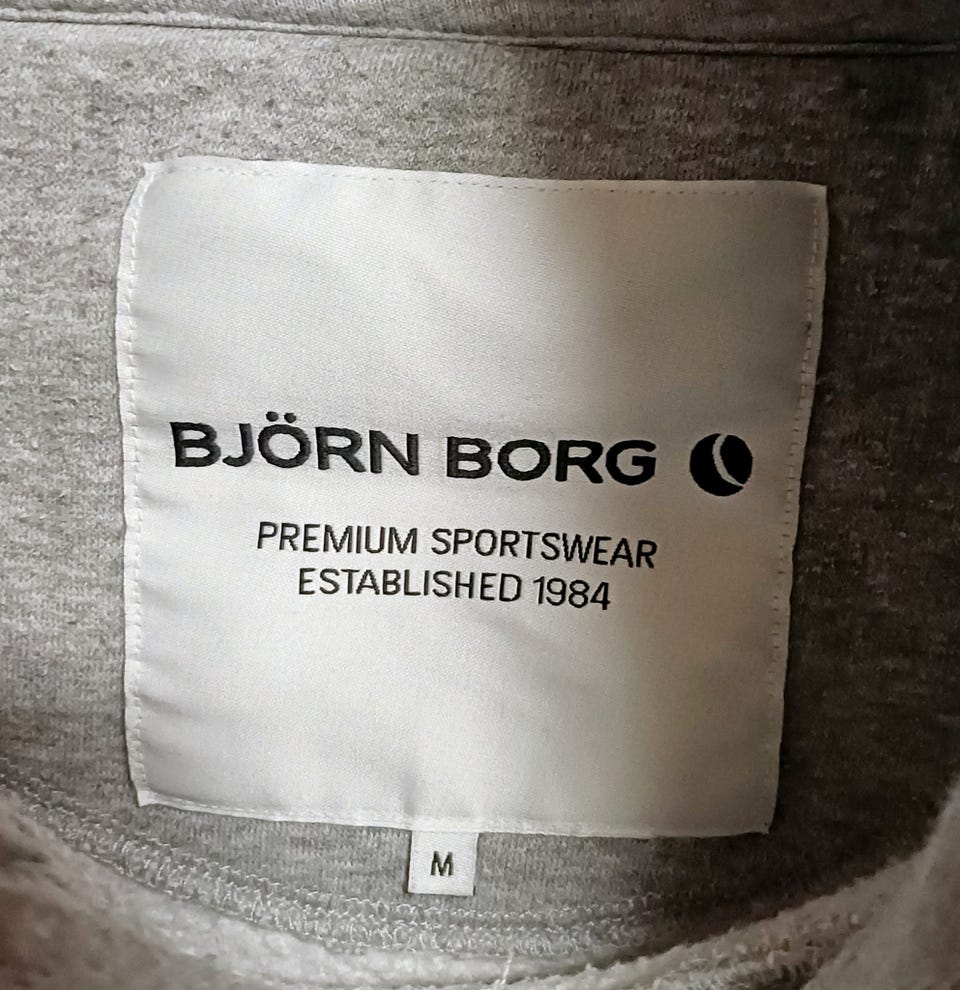 BJÖRN BORG
PREMIUM SPORTSWEAR
ESTABLISHED 1984
M